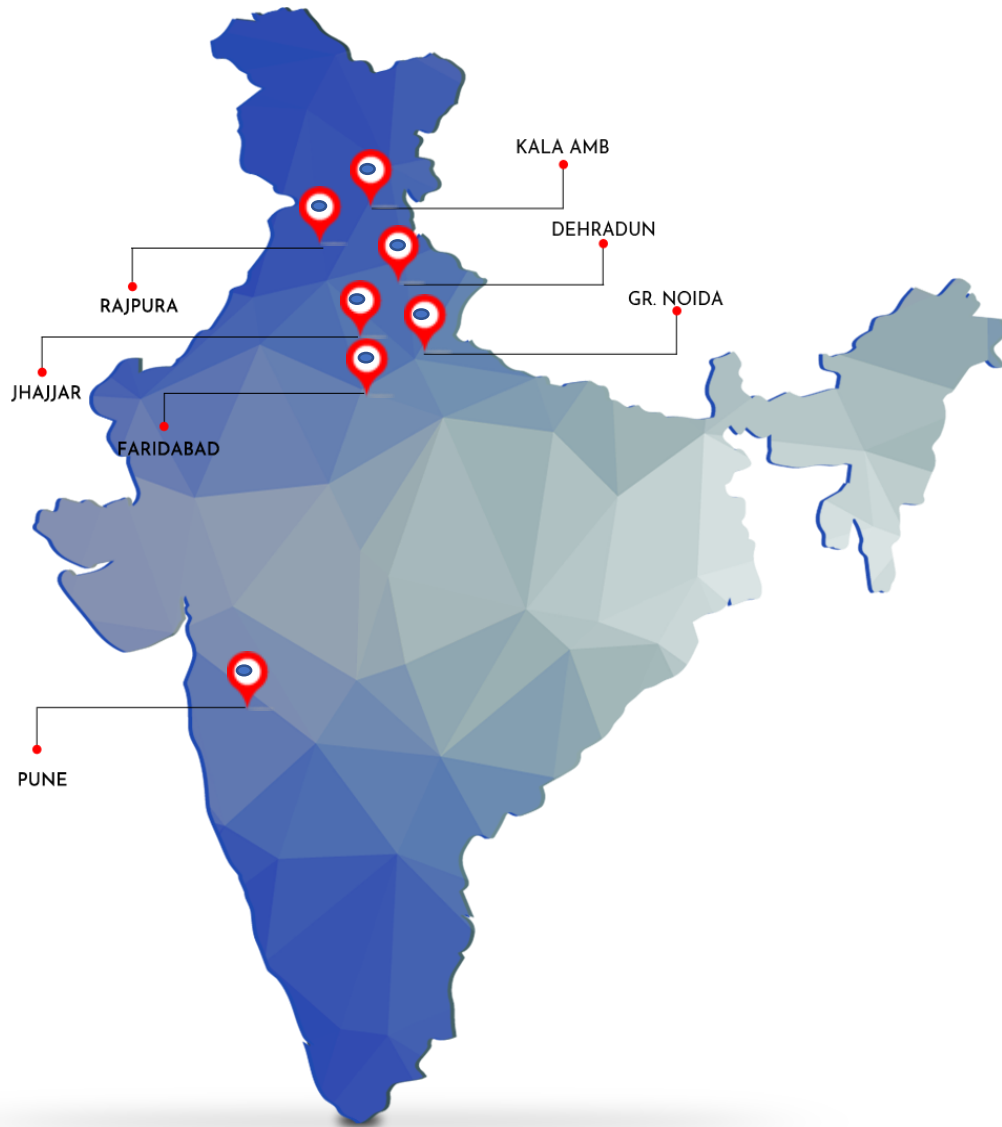 KALA AMB
DEHRADUN
GR. NOIDA
RAJPURA
JHAJJAR
FARIDABAD
PUNE